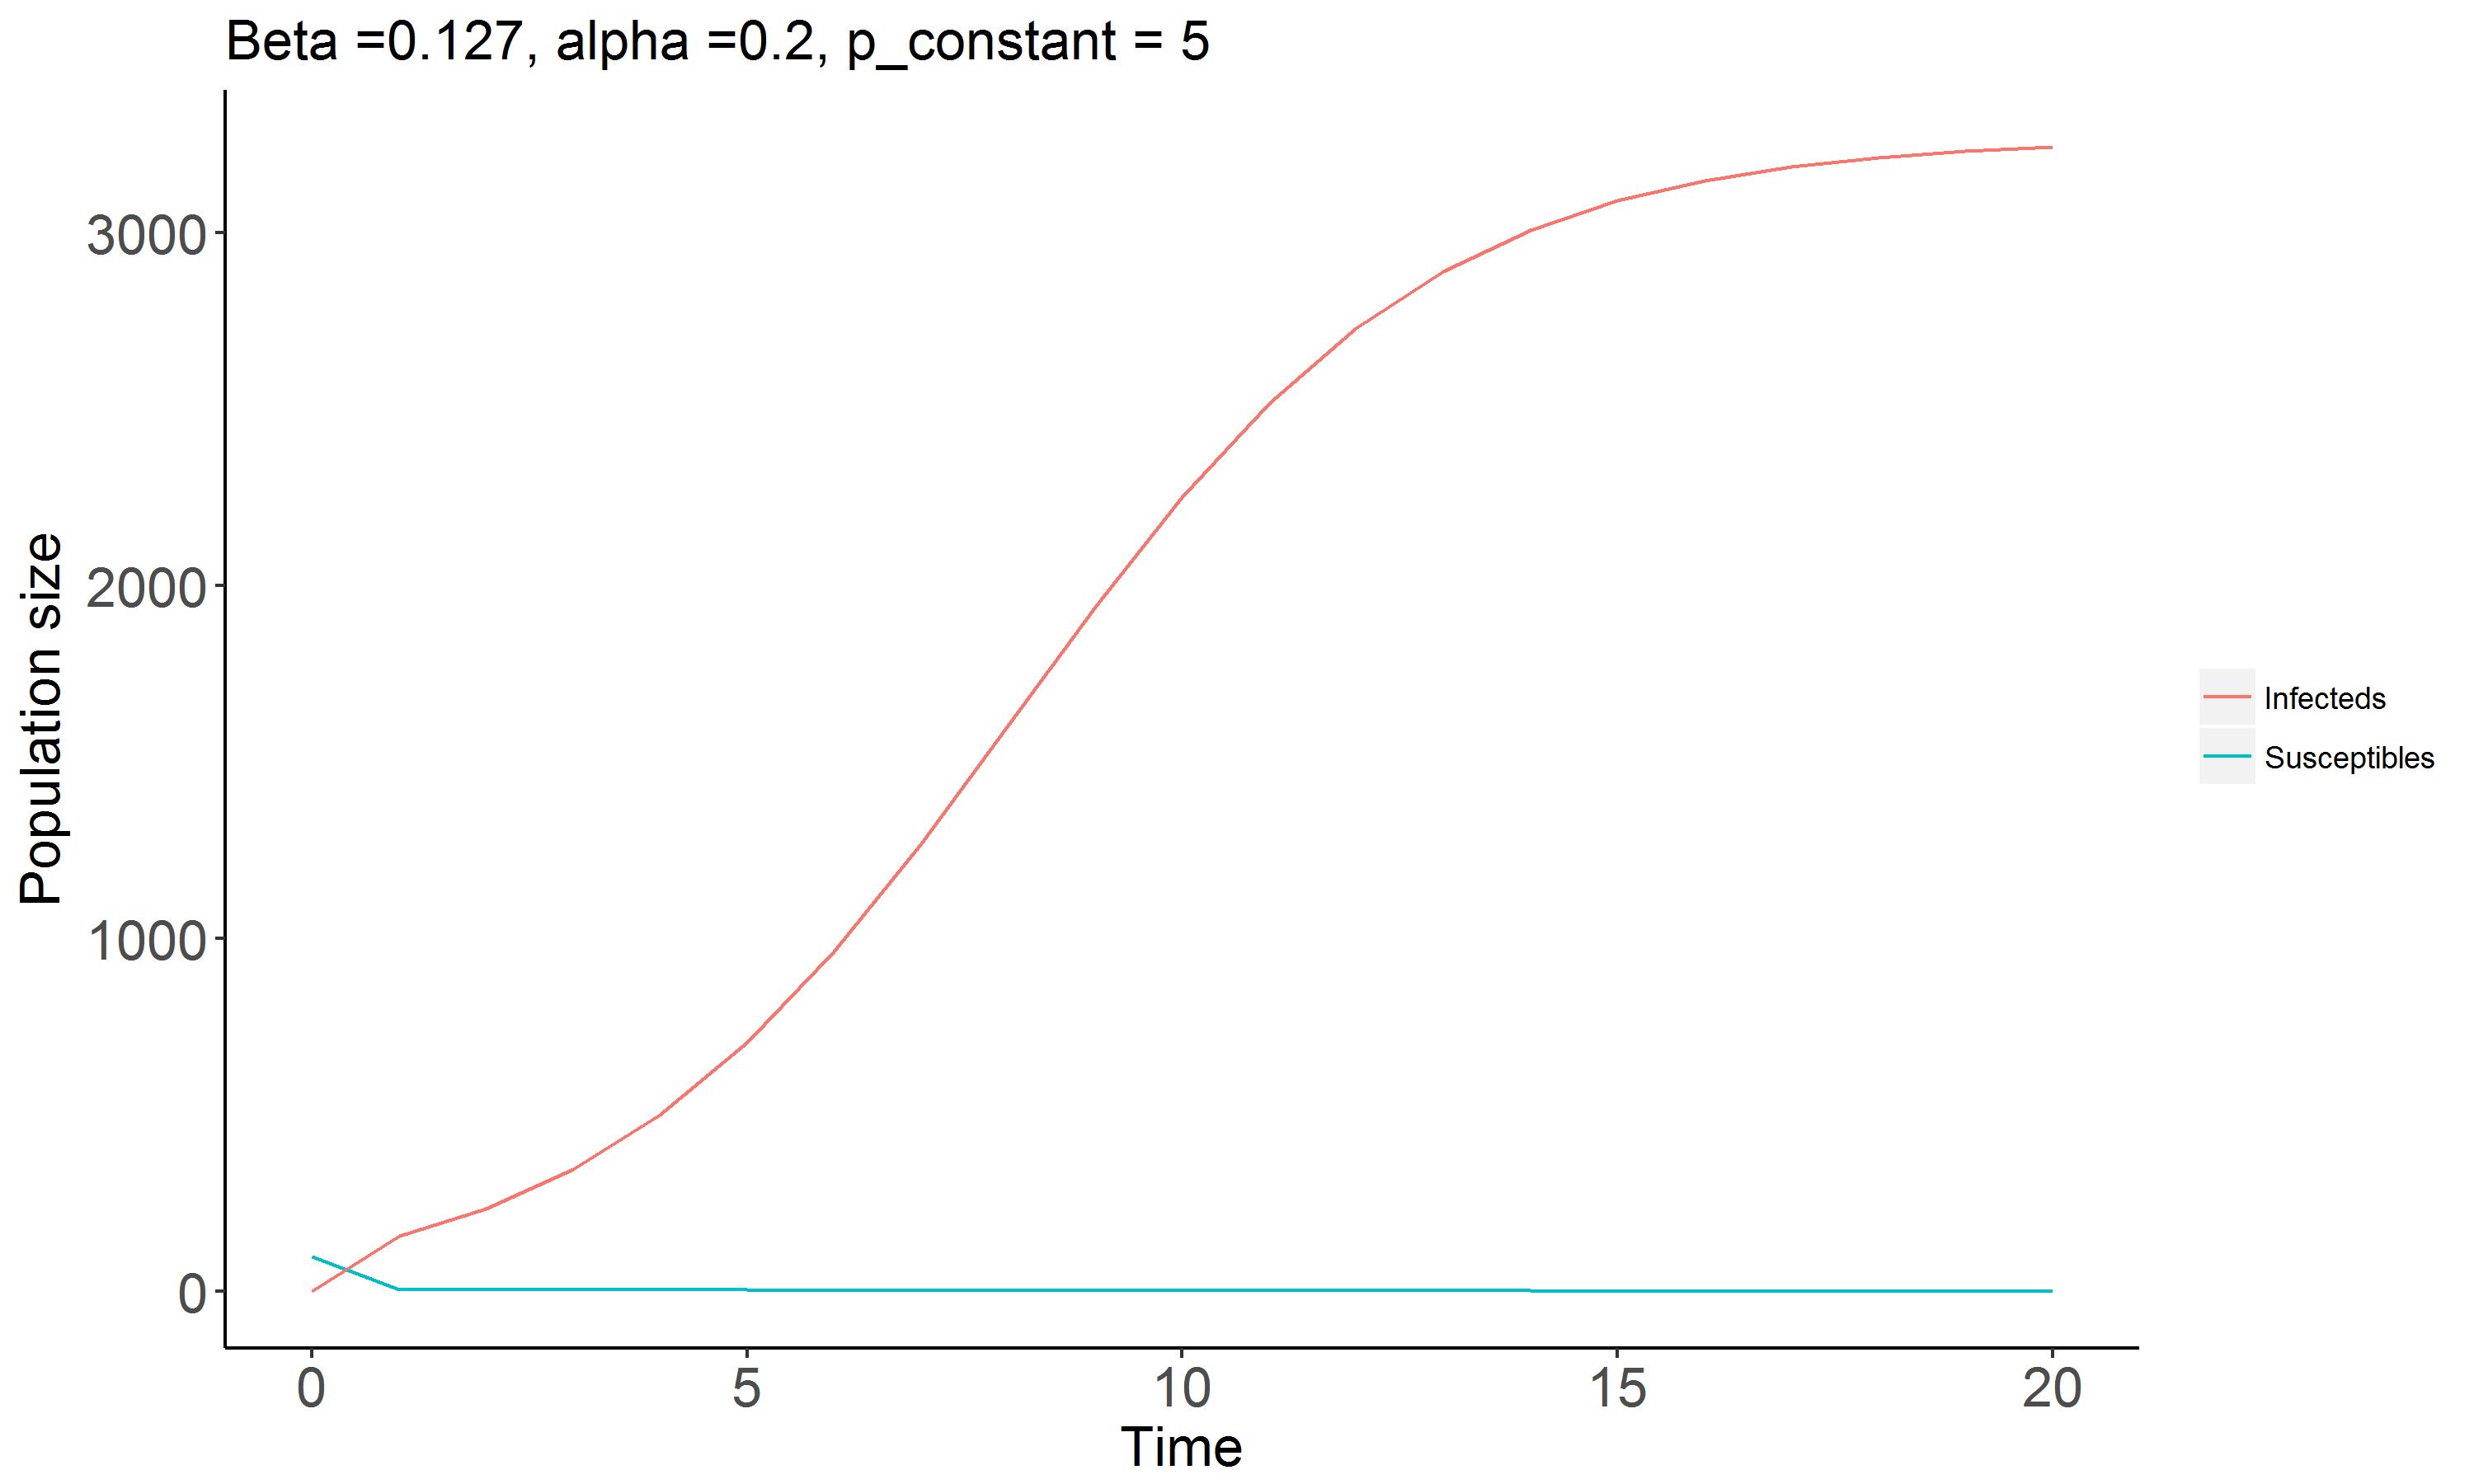 Beta =0.127, alpha =0.2, p_constant = 5
Population size
3000
2000
1000
0
0 5 10 15 20
Time
Infecteds
Susceptibles